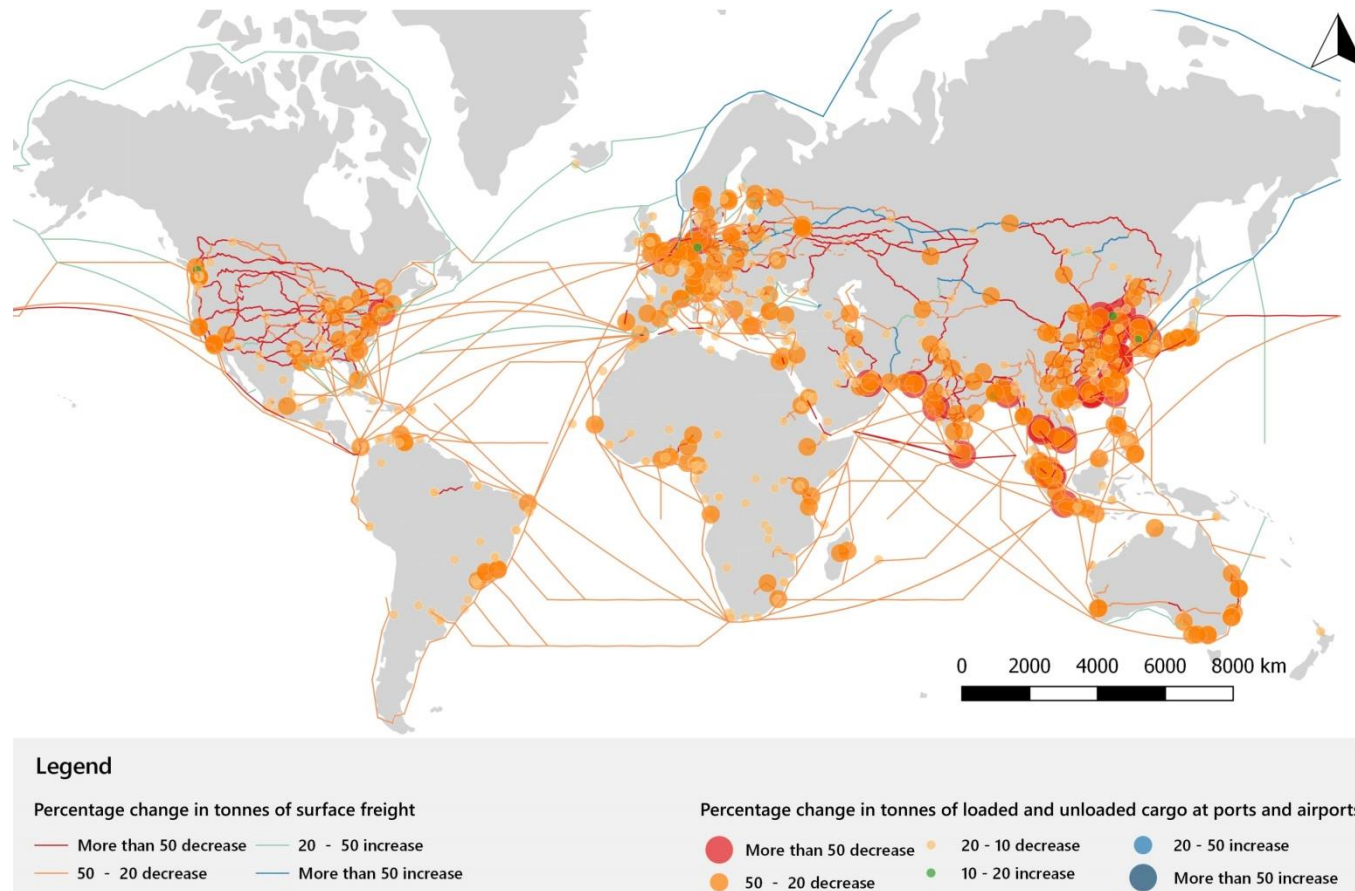 0 2000 4000 6000 8000 km
Legend
Percentage change in tonnes of surface freight
More than 50 decrease
20 - 50 increase
50 - 20 decrease
More than 50 increase
Percentage change in tonnes of loaded and unloaded cargo at ports and airports
More than 50 decrease
20 - 10 decrease
20 - 50 increase
50 - 20 decrease
10 - 20 increase
More than 50 increase